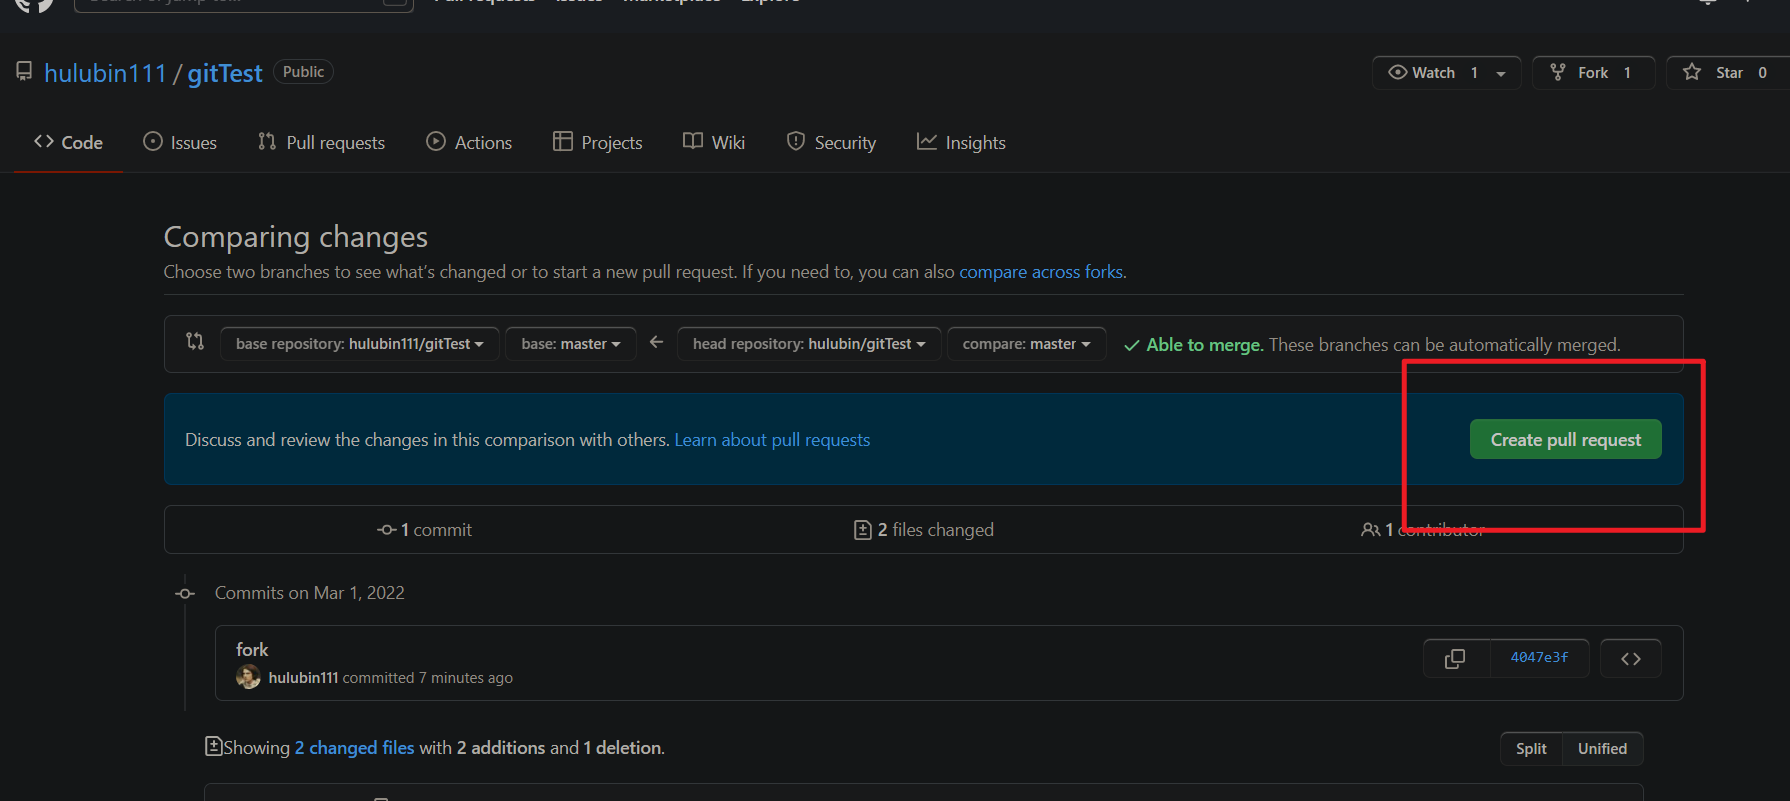 Pull requests Issues Marketplace Explore
hulubin111 / gitTest Public
Watch 1 Fork 1 Star 0
Code Issues Pull requests Actions Projects Wiki Security Insights
Comparing changes
Choose two branches to see what's changed or to start a new pull request. If you need to, you can also compare across forks.
base repository: hulubin111/gitTest base: master head repository: hulubin/gitTest compare: master Able to merge. These branches can be automatically merged.
Discuss and review the changes in this comparison with others. Learn about pull requests
Create pull request
1 commit 2 files changed 1 contributor
Commits on Mar 1, 2022
fork
hulubin111 committed 7 minutes ago
4047e3f
Showing 2 changed files with 2 additions and 1 deletion.
Split Unified